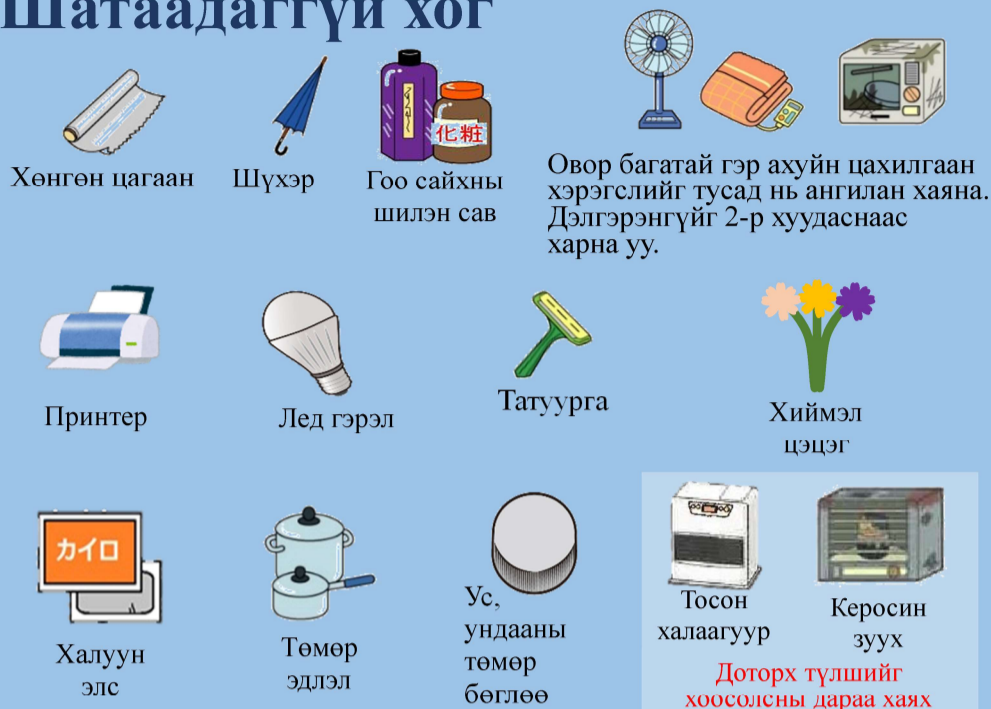 Шатаадаггүй хог
化粧
Хөнгөн цагаан
Шүхэр
Гоо сайхны
шилэн сав
Овор багатай гэр ахуйн цахилгаан
хэрэгслийг тусад нь ангилан хаяна.
Дэлгэрэнгүйг 2-р хуудаснаас
харна уу.
Принтер
Лед гэрэл
Татуурга
Хиймэл
цэцэг
カイロ
Халуун
элс
Төмөр
эдлэл
Ус,
ундааны
төмөр
бөглөө
Тосон
халаагуур
Керосин
зуух
Доторх түлшийг
хоосолсны дараа хаях